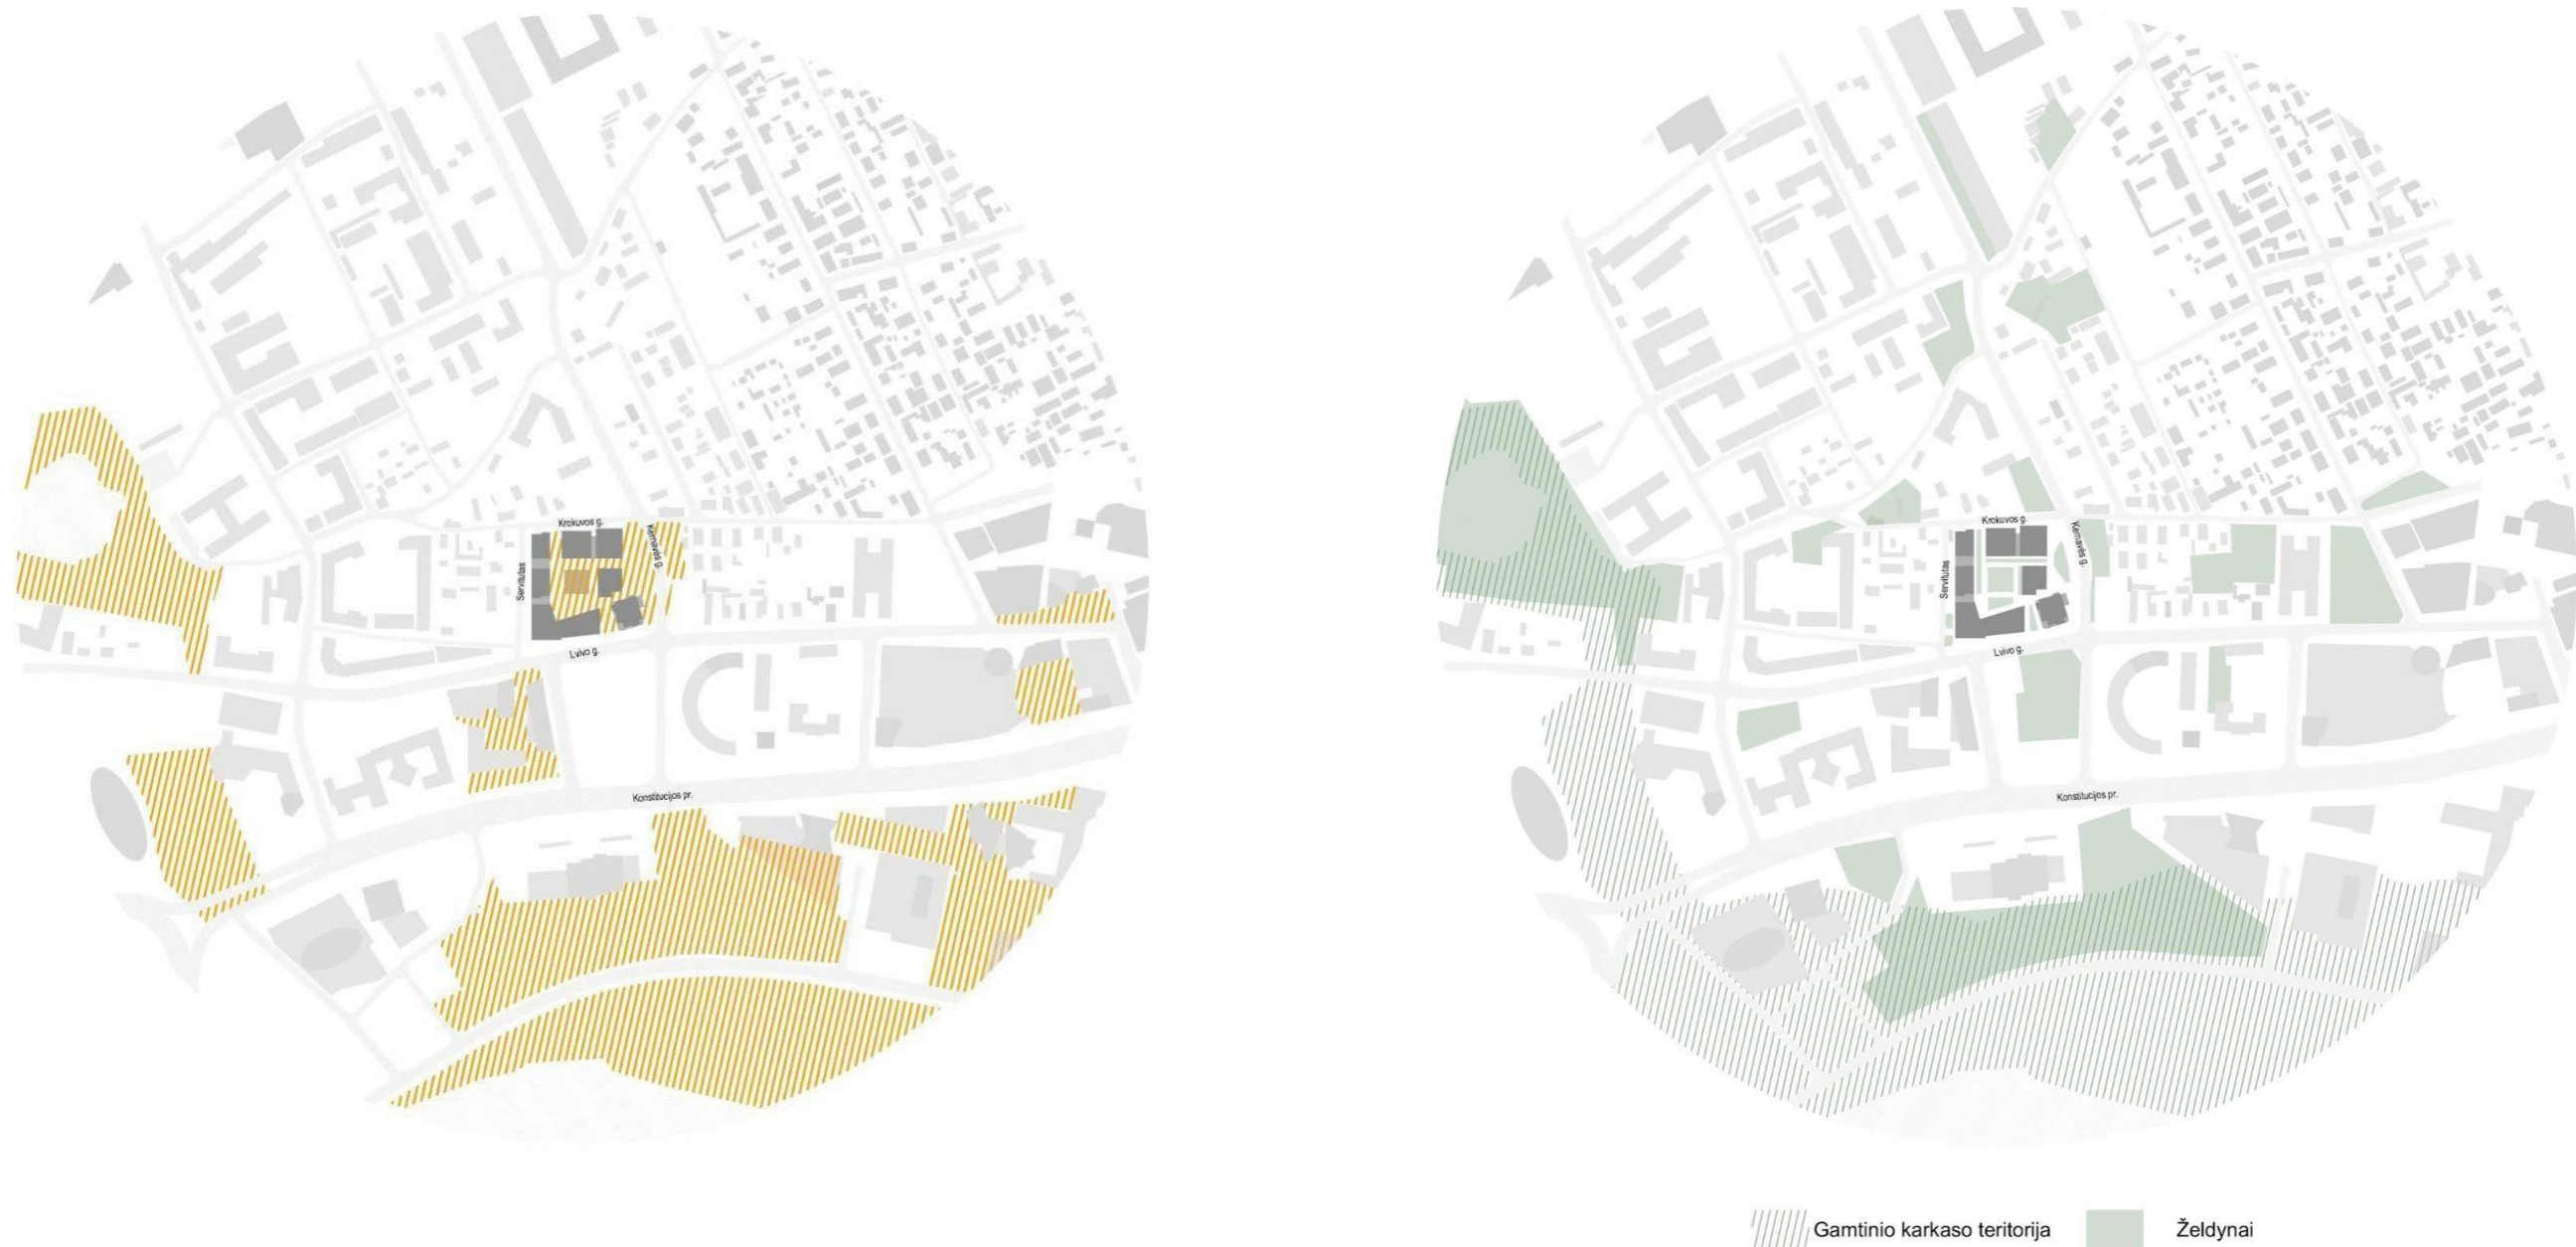 Krokuvos g.
Kernavės g.
Servitutas
Lvivo g.
Konstitucijos pr.
Krokuvos g.
Kernavės g.
Servitutas
Lvivo g.
Konstitucijos pr.
Gamtinio karkaso teritorija
Želdynai